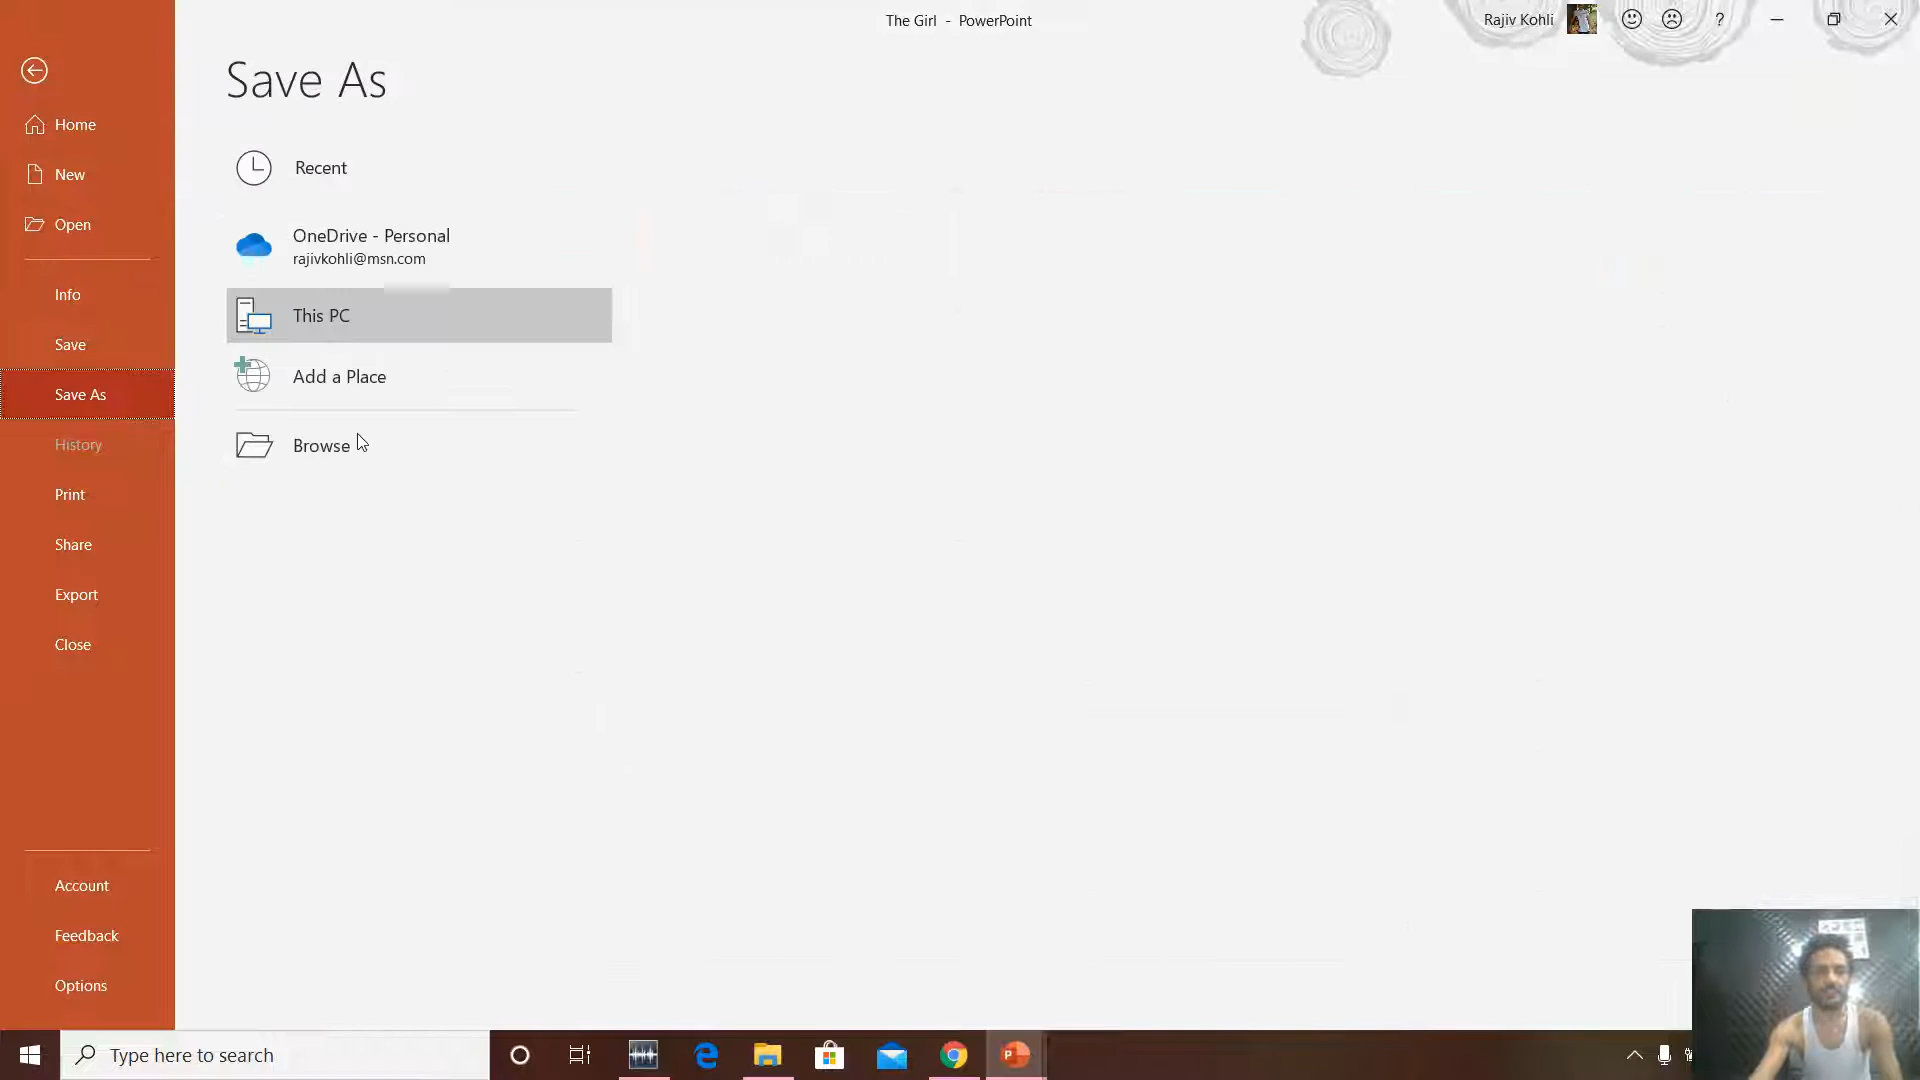 The Girl - PowerPoint
Rajiv Kohli
?
Save As
Home
New
Open
Info
Save
Save As
History
Print
Share
Export
Close
Account
Feedback
Options
Recent
OneDrive - Personal
rajivkohli@msn.com
This PC
Add a Place
Browse
Type here to search